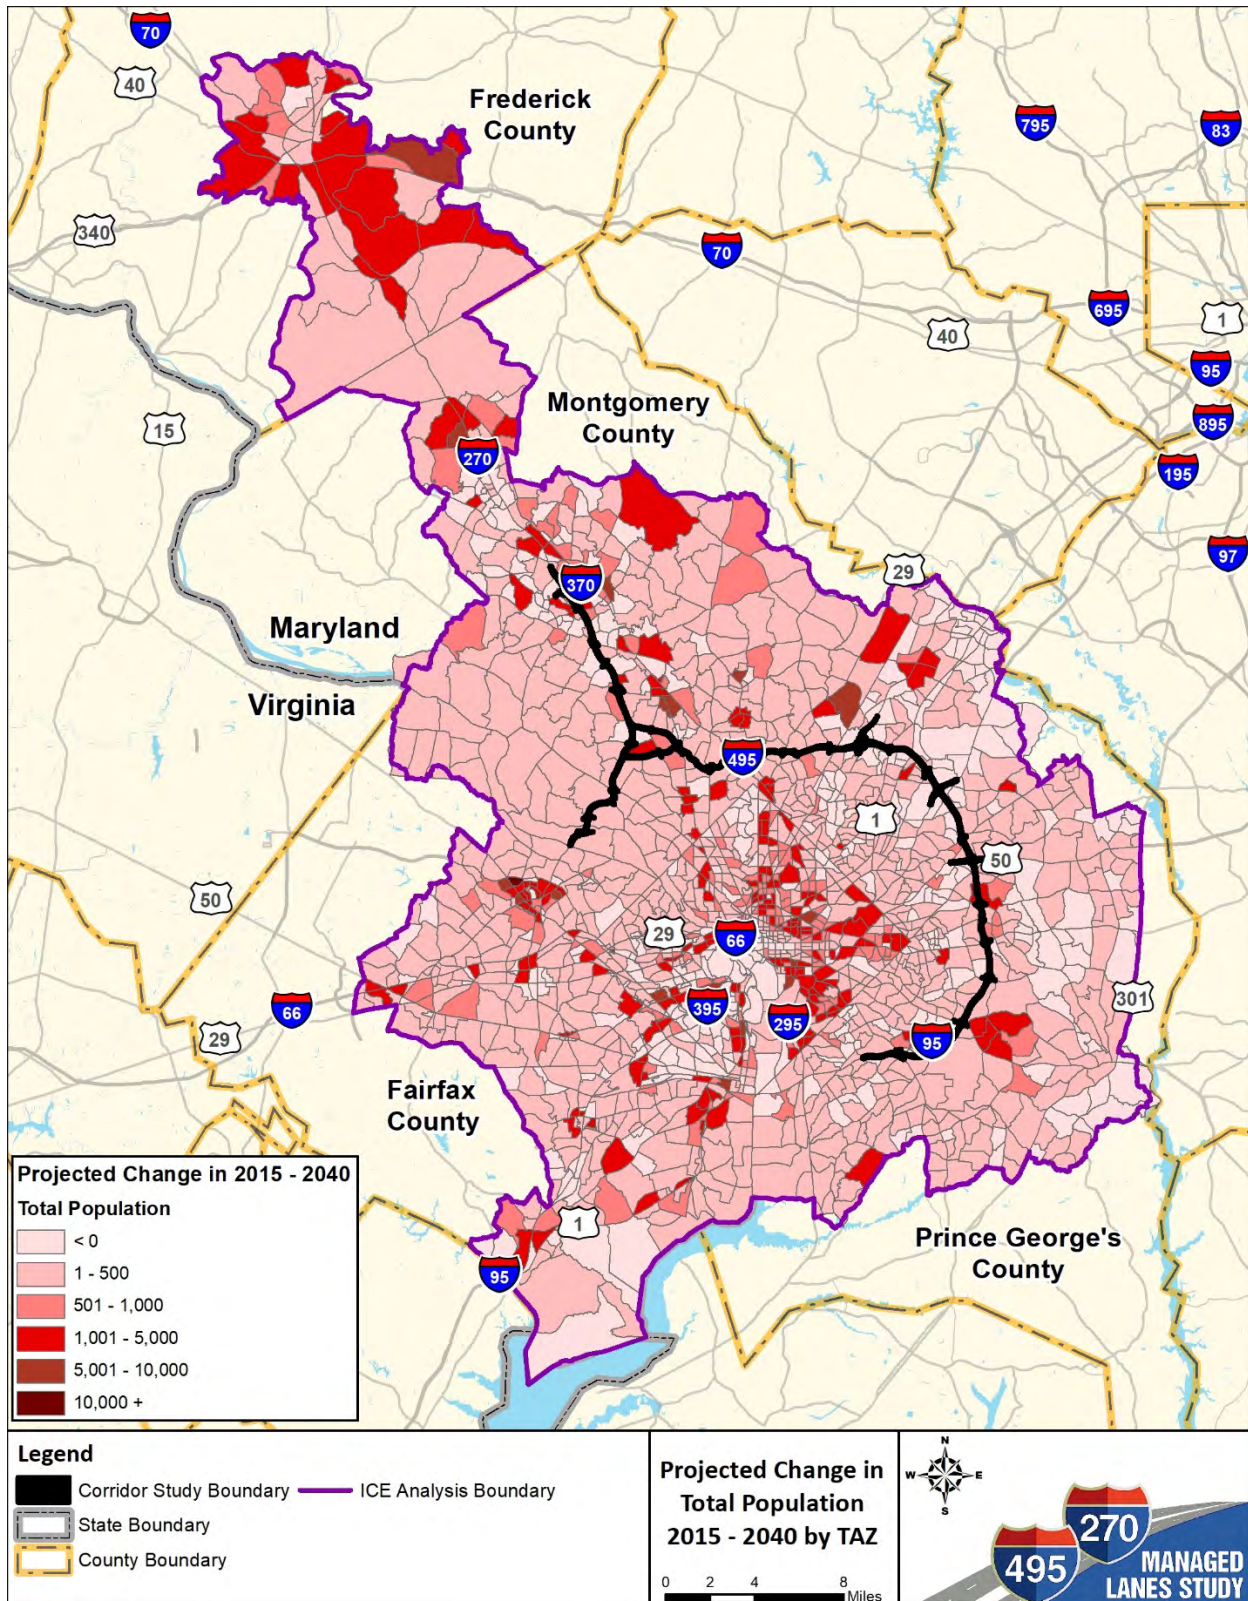 70
40
Frederick
County
795
83
340
70
695
1
40
95
15
Montgomery
County
895
270
195
97
29
370
Maryland
Virginia
495
1
50
50
29
66
301
66
395
295
29
95
Fairfax
County
Projected Change in 2015 - 2040
Total Population
< 0
1 - 500
501 - 1,000
1,001 - 5,000
5,001 - 10,000
10,000 +
1
95
Prince George's
County
Legend
Corridor Study Boundary
ICE Analysis Boundary
State Boundary
County Boundary
Projected Change in
Total Population
2015 - 2040 by TAZ
0 2 4 8
Miles
N
W E
S
270
495
MANAGED
LANES STUDY